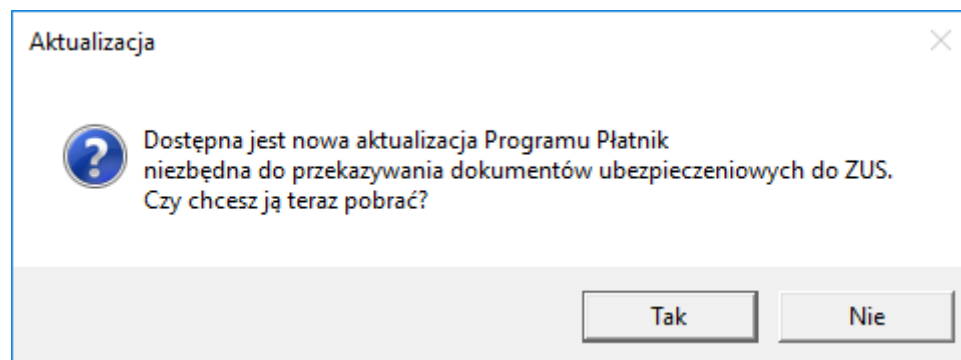 Aktualizacja
Dostępna jest nowa aktualizacja Programu Płatnik
niezbędna do przekazywania dokumentów ubezpieczeniowych do ZUS.
Czy chcesz ją teraz pobrać?
Tak
Nie